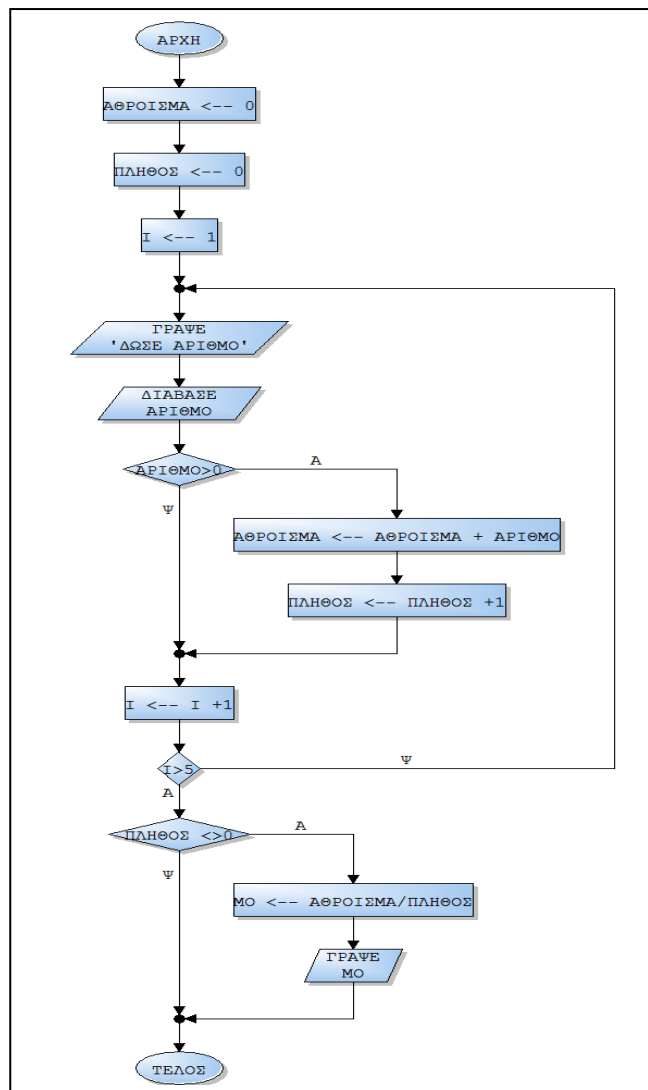 ΑΡΧΗ
ΑΘΡΟΙΣΜΑ <-- 0
ΠΛΗΘΟΣ <-- 0
Ι <-- 1
ΓΡΑΨΕ
'ΔΩΣΕ ΑΡΙΘΜΟ'
ΔΙΑΒΑΣΕ
ΑΡΙΘΜΟ
ΑΡΙΘΜΟ>0
Α
Ψ
ΑΘΡΟΙΣΜΑ <-- ΑΘΡΟΙΣΜΑ + ΑΡΙΘΜΟ
ΠΛΗΘΟΣ <-- ΠΛΗΘΟΣ +1
Ι <-- Ι +1
Ι>5
Ψ
Α
ΠΛΗΘΟΣ <>0
Α
Ψ
ΜΟ <-- ΑΘΡΟΙΣΜΑ/ΠΛΗΘΟΣ
ΓΡΑΨΕ
ΜΟ
ΤΕΛΟΣ